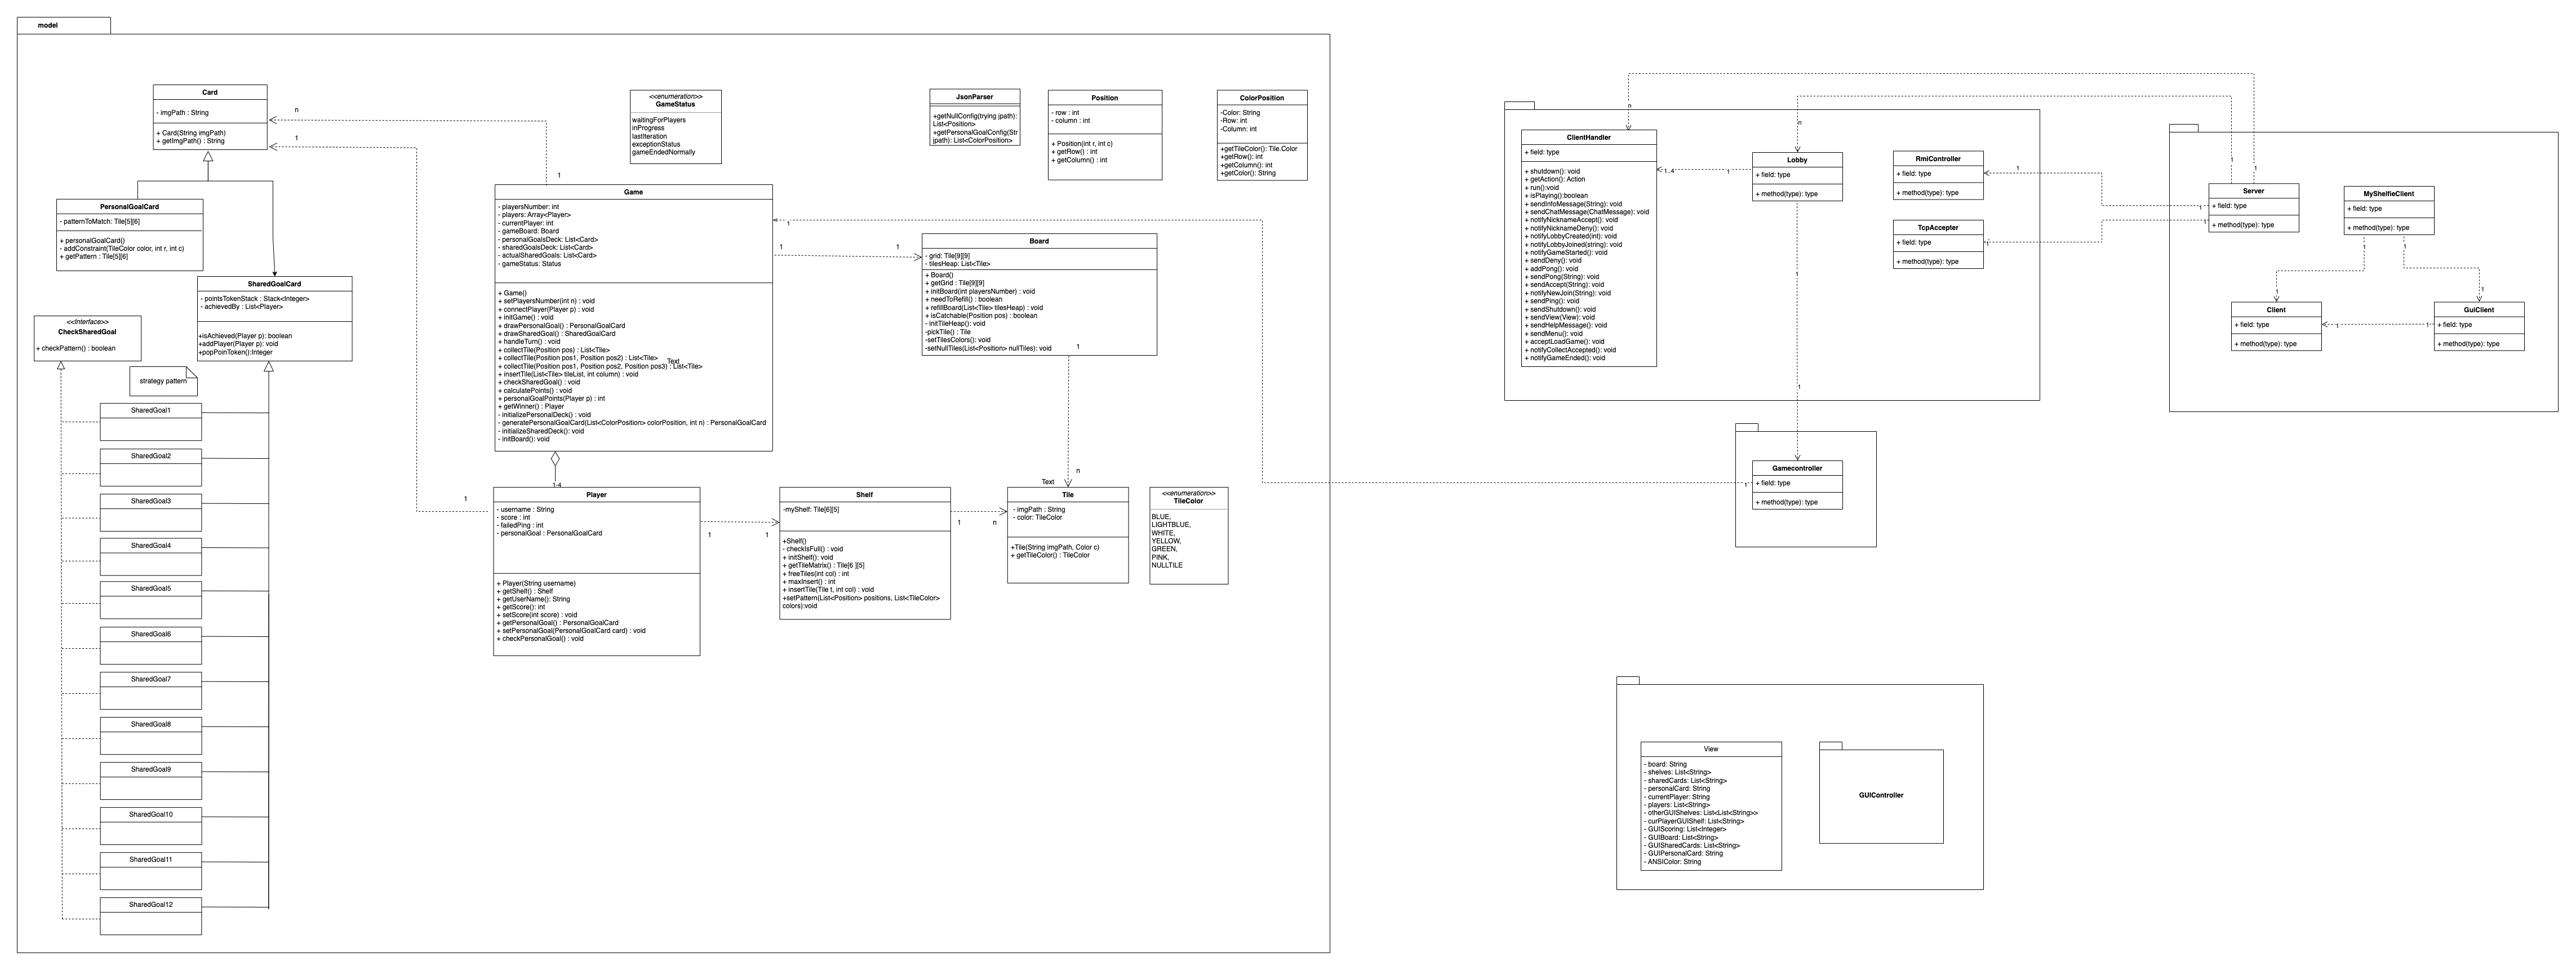 model
Card
- imgPath : String
+ Card(String imgPath)
+ getImgPath() : String
n
1
1
PersonalGoalCard
- patternToMatch: Tile[5][6]
+ personalGoalCard()
- addConstraint(TileColor color, int r, int c)
+ getPattern : Tile[5][6]
SharedGoalCard
- pointsTokenStack : Stack<Integer>
- achievedBy : List<Player>
+isAchieved(Player p): boolean
+addPlayer(Player p): void
+popPoinToken():Integer
<<Interface>>
CheckSharedGoal
+ checkPattern() : boolean
strategy pattern
SharedGoal1
SharedGoal2
SharedGoal3
SharedGoal4
SharedGoal5
SharedGoal6
SharedGoal7
SharedGoal8
SharedGoal9
SharedGoal10
SharedGoal11
SharedGoal12
<<enumeration>>
GameStatus
waitingForPlayers
inProgress
lastIteration
exceptionStatus
gameEndedNormally
JsonParser
+getNullConfig(trying jpath):
List<Position>
+getPersonalGoalConfig(Str
jpath): List<ColorPosition>
Position
- row : int
- column : int
+ Position(int r, int c)
+ getRow() : int
+ getColumn() : int
ColorPosition
-Color: String
-Row: int
-Column: int
+getTileColor(): Tile.Color
+getRow(): int
+getColumn(): int
+getColor(): String
Game
- playersNumber: int
- players: Array<Player>
- currentPlayer: int
- gameBoard: Board
- personalGoalsDeck: List<Card>
- sharedGoalsDeck: List<Card>
- actualSharedGoals: List<Card>
- gameStatus: Status
+ Game()
+ setPlayersNumber(int n) : void
+ connectPlayer(Player p) : void
+ initGame() : void
+ drawPersonalGoal() : PersonalGoalCard
+ drawSharedGoal() : SharedGoalCard
+ handleTurn() : void
+ collectTile(Position pos) : List<Tile>
+ collectTile(Position pos1, Position pos2) : List<Tile>
Text
+ collectTile(Position pos1, Position pos2, Position pos3) : List<Tile>
+ insertTile(List<Tile> tileList, int column) : void
+ checkSharedGoal() : void
+ calculatePoints() : void
+ personalGoalPoints(Player p) : int
+ getWinner() : Player
- initializePersonalDeck() : void
- generatePersonalGoalCard(List<ColorPosition> colorPosition, int n) : PersonalGoalCard
- initializeSharedDeck(): void
- initBoard(): void
1
1
1
Board
- grid: Tile[9][9]
- tilesHeap: List<Tile>
+ Board()
+ getGrid : Tile[9][9]
+ initBoard(int playersNumber) : void
+ needToRefill() : boolean
+ refillBoard(List<Tile> tilesHeap) : void
+ isCatchable(Position pos) : boolean
- initTileHeap(): void
-pickTile() : Tile
-setTilesColors(): void
-setNullTiles(List<Position> nullTiles): void
1
n
Text
1-4
1
Player
- username : String
- score : int
- failedPing : int
- personalGoal : PersonalGoalCard
+ Player(String username)
+ getShelf() : Shelf
+ getUserName(): String
+ getScore(): int
+ setScore(int score) : void
+ getPersonalGoal() : PersonalGoalCard
+ setPersonalGoal(PersonalGoalCard card) : void
+ checkPersonalGoal() : void
1
1
Shelf
-myShelf: Tile[6][5]
+Shelf()
- checkIsFull() : void
+ initShelf(): void
+ getTileMatrix() : Tile[6 ][5]
+ freeTiles(int col) : int
+ maxInsert() : int
+ insertTile(Tile t, int col) : void
+setPattern(List<Position> positions, List<TileColor>
colors):void
1
n
Tile
- imgPath : String
- color: TileColor
+Tile(String imgPath, Color c)
+ getTileColor() : TileColor
<<enumeration>>
TileColor
BLUE,
LIGHTBLUE,
WHITE,
YELLOW,
GREEN,
PINK,
NULLTILE
ClientHandler
+ field: type
+ shutdown(): void
+ getAction(): Action
+ run():void
+ isPlaying():boolean
+ sendInfoMessage(String): void
+ sendChatMessage(ChatMessage): void
+ notifyNicknameAccept(): void
+ notifyNicknameDeny(): void
+ notifyLobbyCreated(int): void
+ notifyLobbyJoined(string): void
+ notifyGameStarted(): void
+ sendDeny(): void
+ addPong(): void
+ sendPong(String): void
+ sendAccept(String): void
+ notifyNewJoin(String): void
+ sendPing(): void
+ sendShutdown(): void
+ sendView(View): void
+ sendHelpMessage(): void
+ sendMenu(): void
+ acceptLoadGame(): void
+ notifyCollectAccepted(): void
+ notifyGameEnded(): void
n
n
1..4
1
Lobby
+ field: type
+ method(type): type
RmiController
+ field: type
+ method(type): type
TcpAccepter
+ field: type
+ method(type): type
1
1
1
1
1
1
Server
+ field: type
+ method(type): type
MyShelfieClient
+ field: type
+ method(type): type
1
1
1
1
Client
+ field: type
+ method(type): type
1
1
GuiClient
+ field: type
+ method(type): type
1
1
Gamecontroller
+ field: type
+ method(type): type
1
View
- board: String
- shelves: List<String>
- sharedCards: List<String>
- personalCard: String
- currentPlayer: String
- players: List<String>
- otherGUIShelves: List<List<String>>
- curPlayerGUIShelf: List<String>
- GUIScoring: List<Integer>
- GUIBoard: List<String>
- GUISharedCards: List<String>
- GUIPersonalCard: String
- ANSIColor: String
GUIController